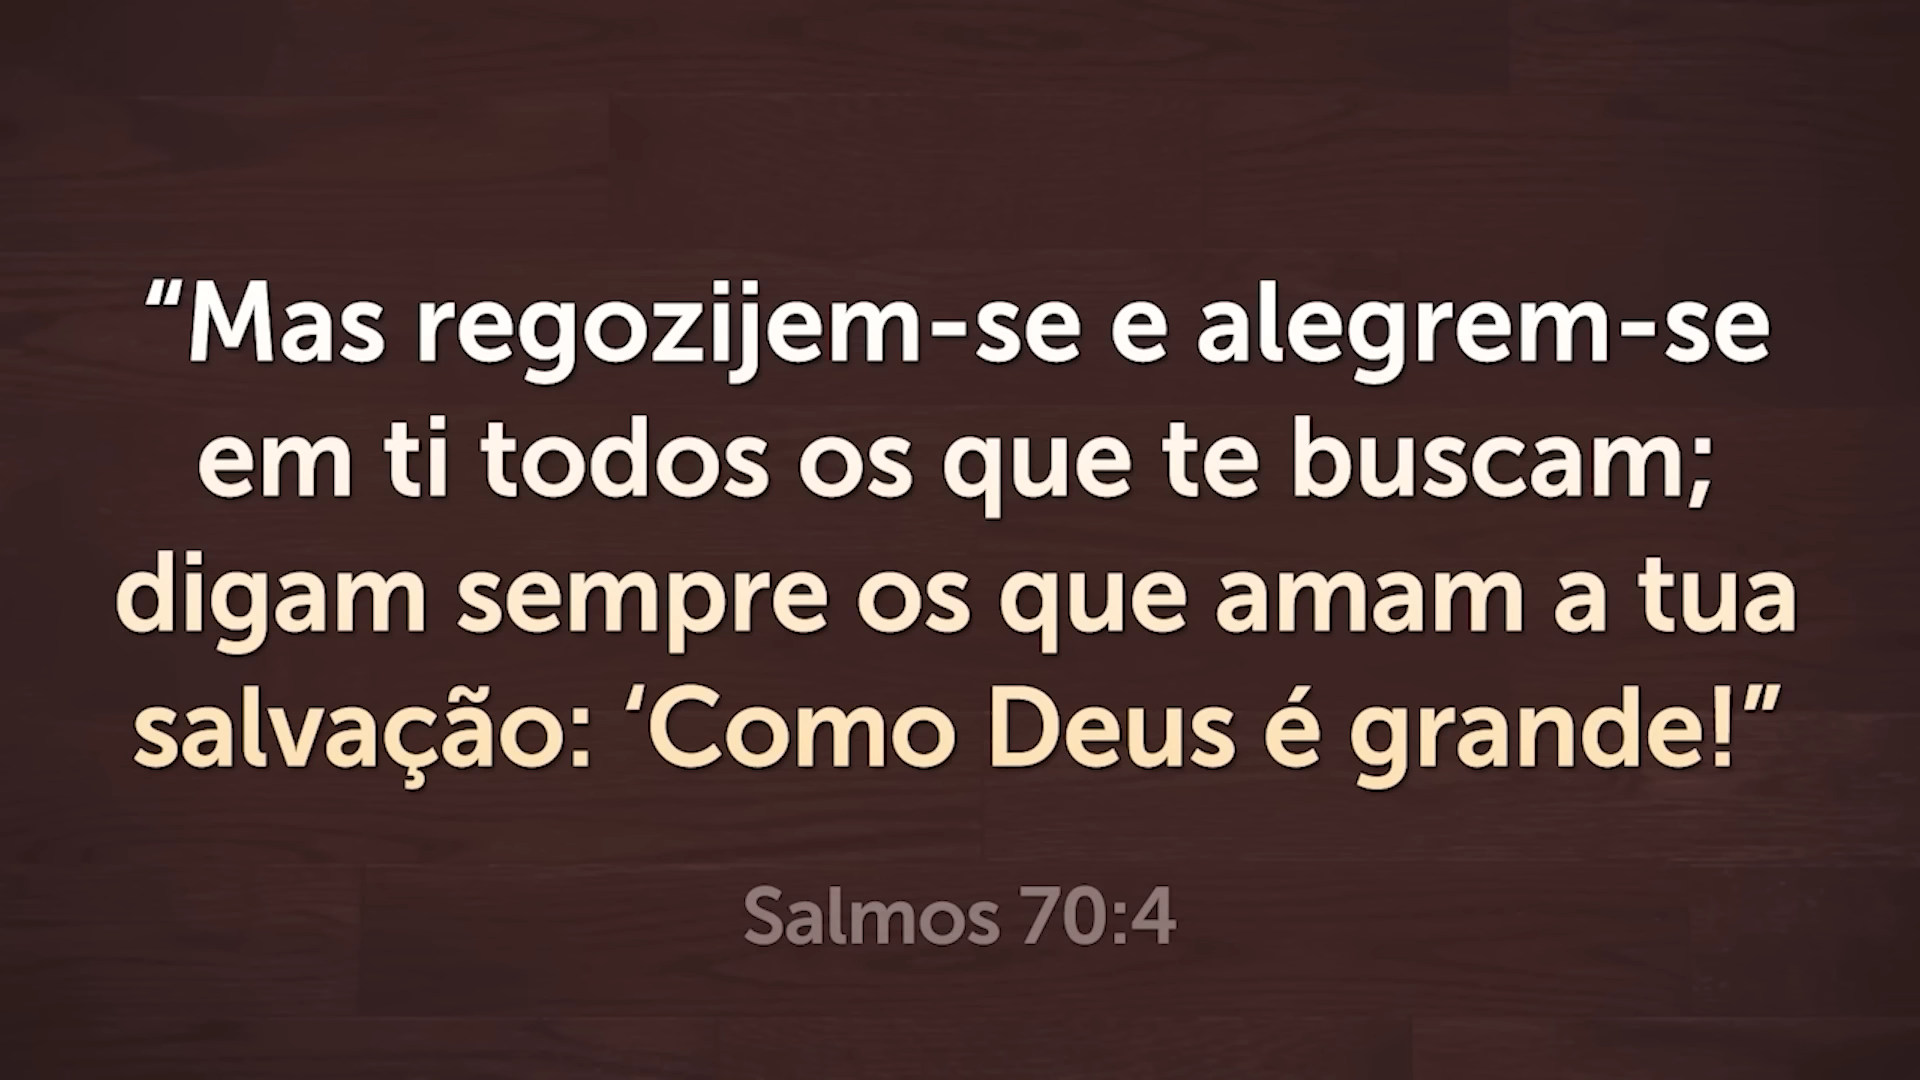 “Mas regozijem-se e alegrem-se
em ti todos os que te buscam;
digam sempre os que amam a tua
salvação: ‘Como Deus é grande!”
Salmos 70:4